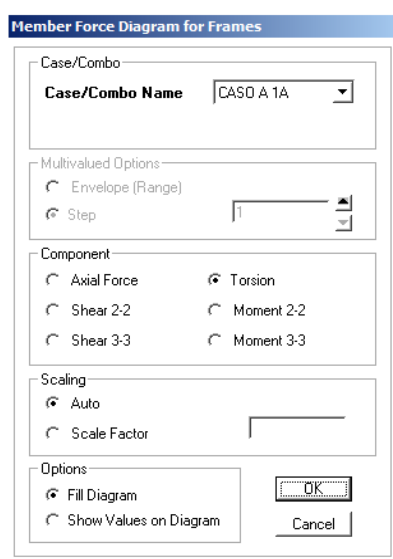 Member Force Diagram for Frames
Case/Combo
Case/Combo Name CASO A 1A
Multivalued Options
Envelope (Range)
Step 1
Component
Axial Force Torsion
Shear 2-2 Moment 2-2
Shear 3-3 Moment 3-3
Scaling
Auto
Scale Factor
Options
Fill Diagram OK
Show Values on Diagram Cancel